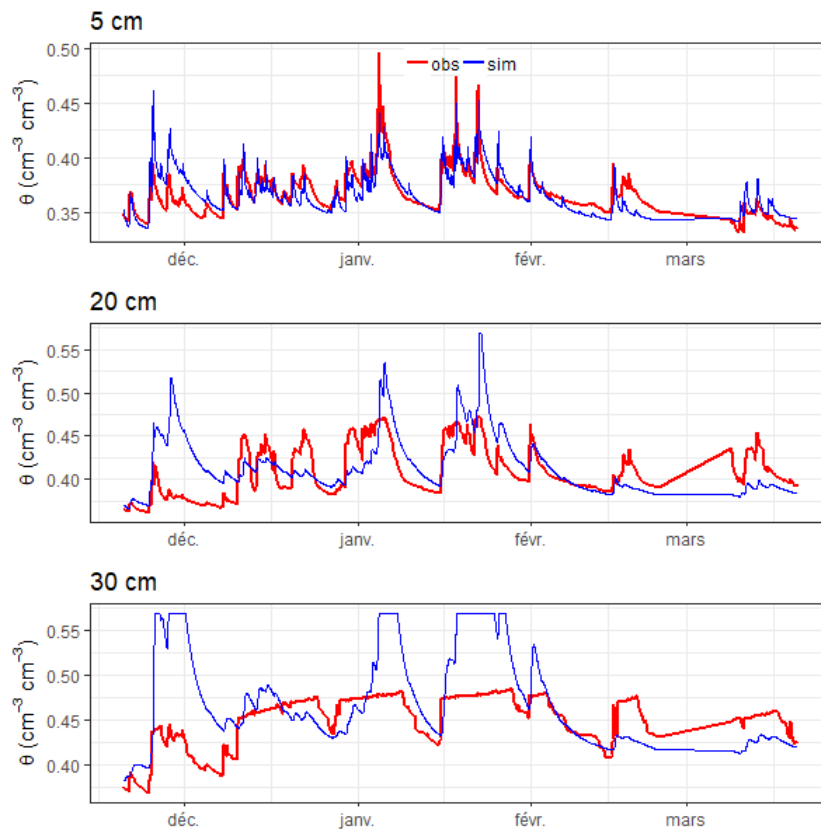 5 cm
obs sim
θ (cm⁻³ cm⁻³)
0.50
0.45
0.40
0.35
déc. janv. févr. mars
20 cm
θ (cm⁻³ cm⁻³)
0.55
0.50
0.45
0.40
déc. janv. févr. mars
30 cm
θ (cm⁻³ cm⁻³)
0.55
0.50
0.45
0.40
déc. janv. févr. mars